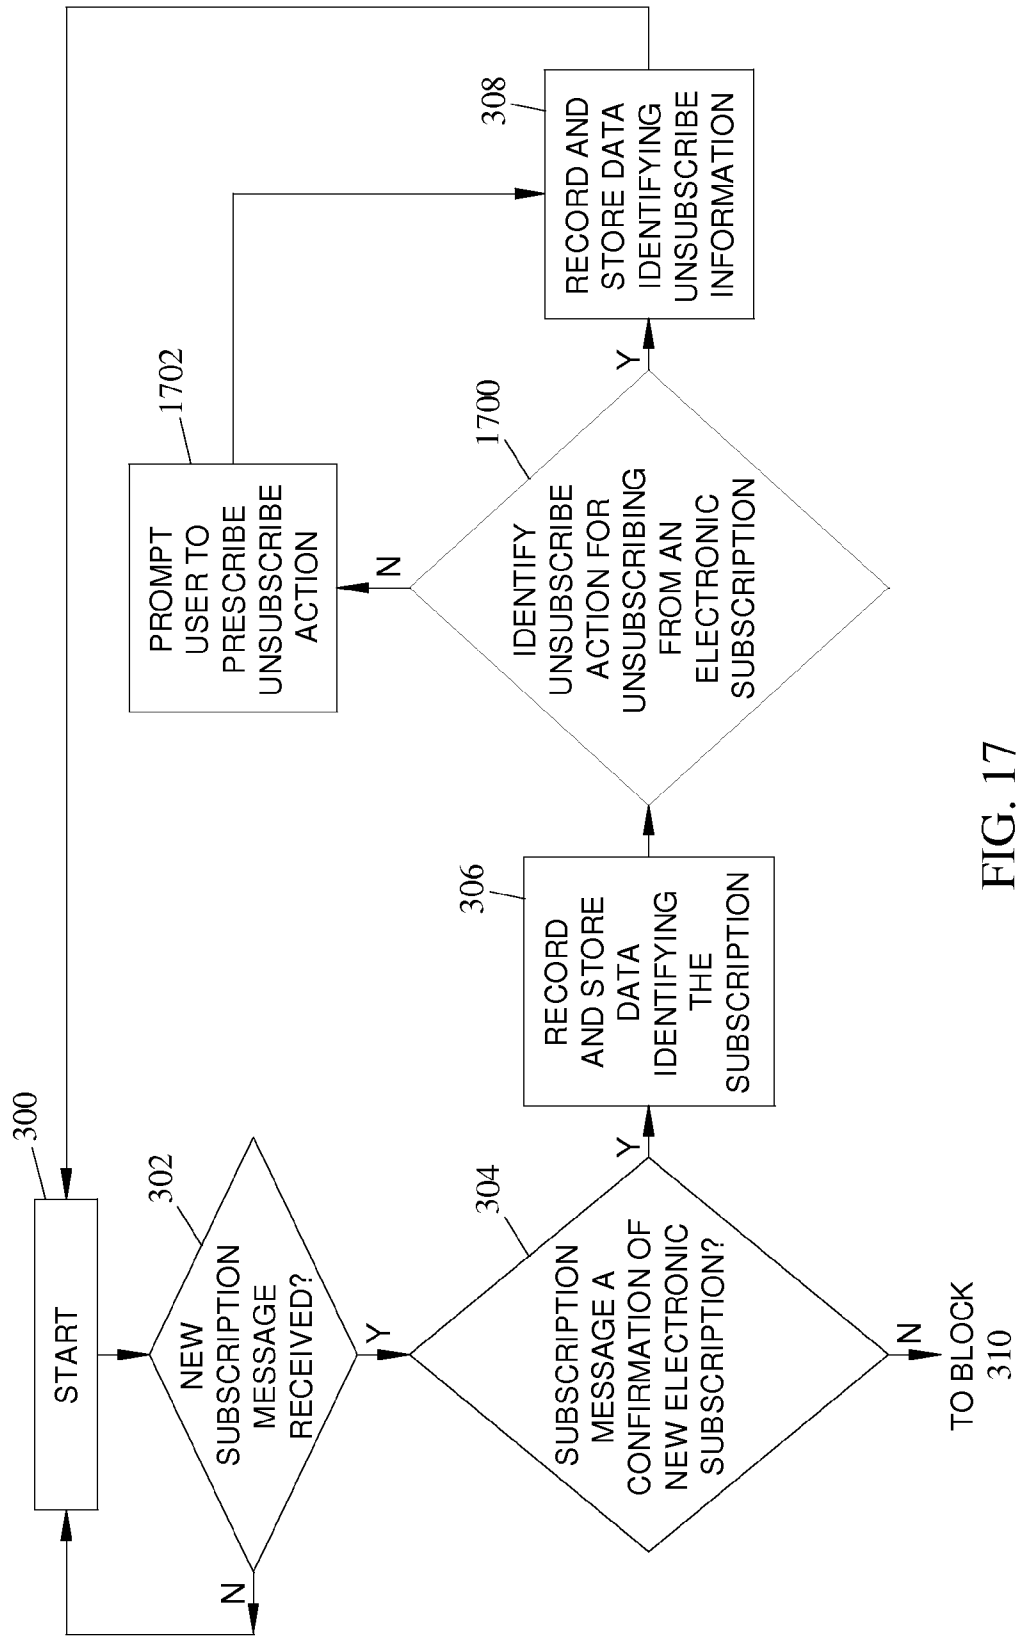 300
START
302
NEW
SUBSCRIPTION
MESSAGE
RECEIVED?
N
Y
304
SUBSCRIPTION
MESSAGE A
CONFIRMATION OF
NEW ELECTRONIC
SUBSCRIPTION?
N
TO BLOCK
310
Y
306
RECORD
AND STORE
DATA
IDENTIFYING
THE
SUBSCRIPTION
1700
IDENTIFY
UNSUBSCRIBE
ACTION FOR
UNSUBSCRIBING
FROM AN
ELECTRONIC
SUBSCRIPTION
N
1702
PROMPT
USER TO
PRESCRIBE
UNSUBSCRIBE
ACTION
Y
308
RECORD AND
STORE DATA
IDENTIFYING
UNSUBSCRIBE
INFORMATION
FIG. 17